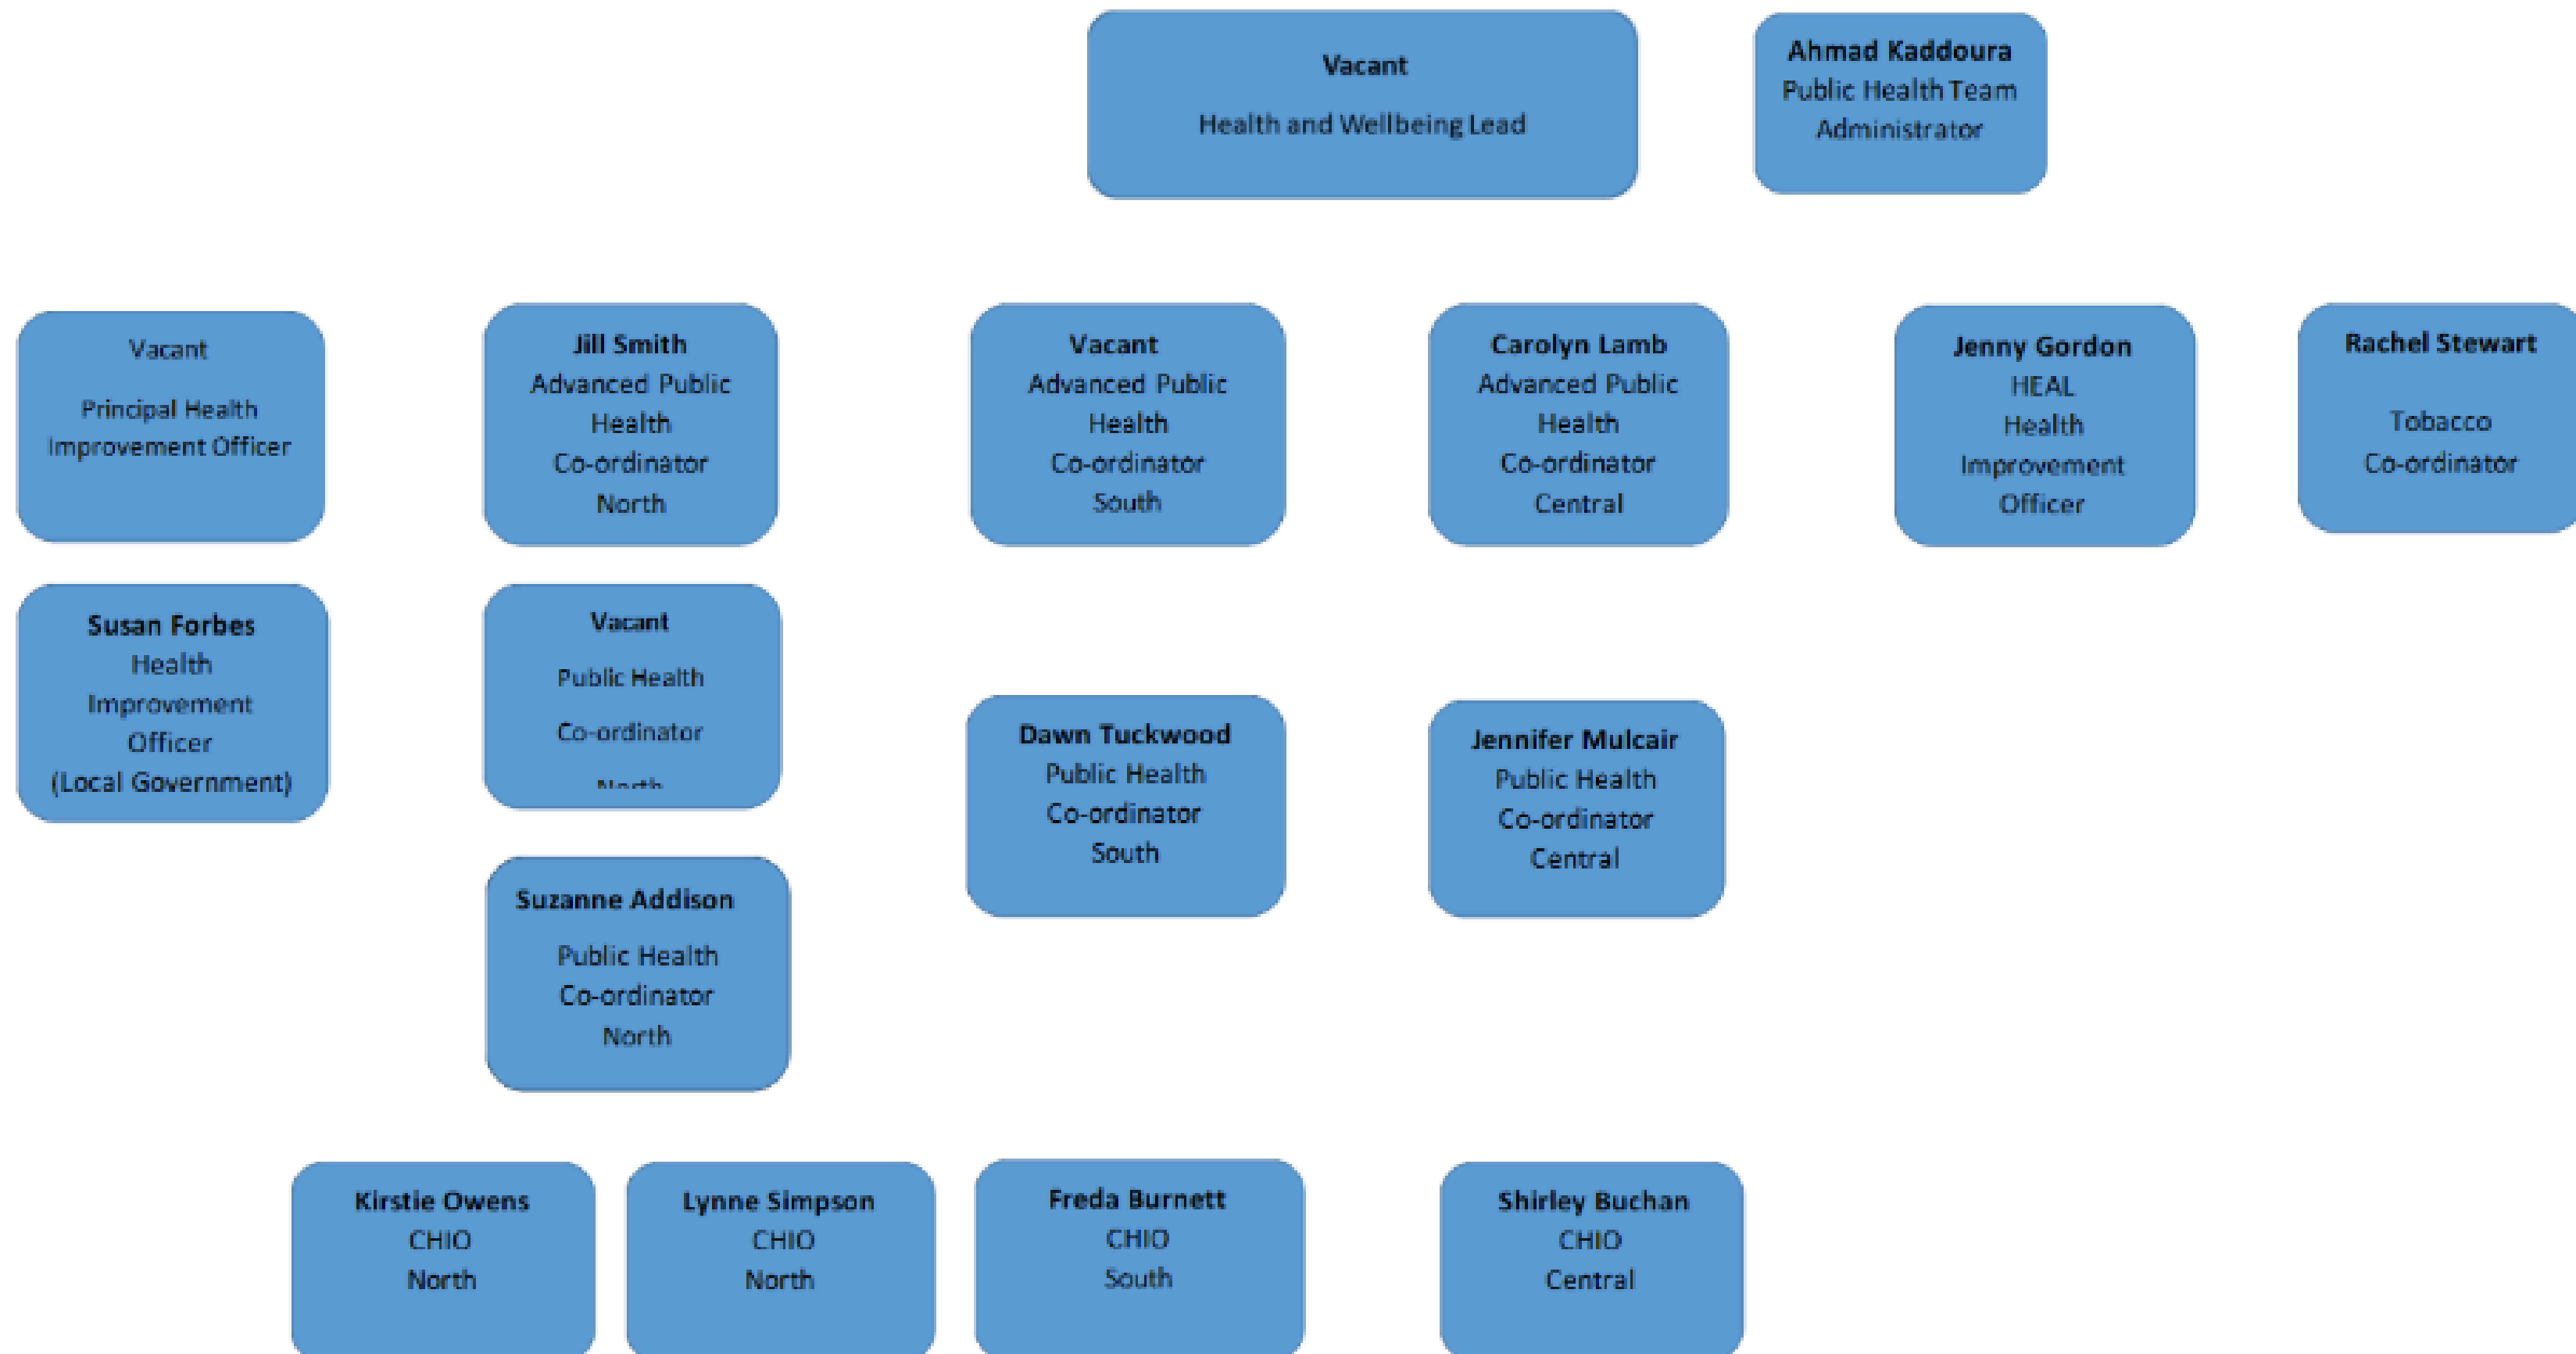 Vacant
Health and Wellbeing Lead
Ahmad Kaddoura
Public Health Team
Administrator
Vacant
Principal Health
Improvement Officer
Jill Smith
Advanced Public
Health
Co-ordinator
North
Vacant
Advanced Public
Health
Co-ordinator
South
Carolyn Lamb
Advanced Public
Health
Co-ordinator
Central
Jenny Gordon
HEAL
Health
Improvement
Officer
Rachel Stewart
Tobacco
Co-ordinator
Susan Forbes
Health
Improvement
Officer
(Local Government)
Vacant
Public Health
Co-ordinator
North
Dawn Tuckwood
Public Health
Co-ordinator
South
Jennifer Mulcair
Public Health
Co-ordinator
Central
Suzanne Addison
Public Health
Co-ordinator
North
Kirstie Owens
CHIO
North
Lynne Simpson
CHIO
North
Freda Burnett
CHIO
South
Shirley Buchan
CHIO
Central